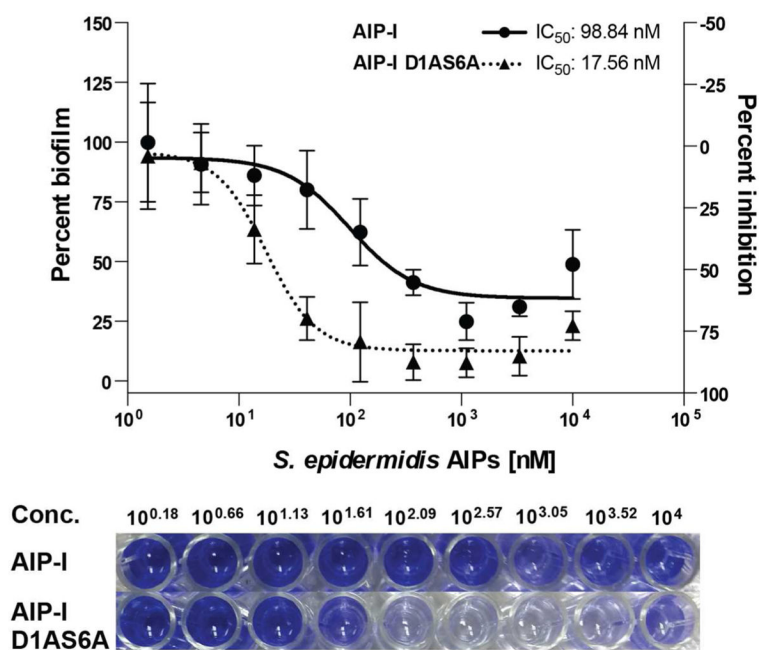 AIP-I IC50: 98.84 nM
AIP-I D1AS6A IC50: 17.56 nM
Percent biofilm
150
125
100
75
50
25
0
Percent inhibition
-50
-25
0
25
50
75
100
10^0 10^1 10^2 10^3 10^4 10^5
S. epidermidis AIPs [nM]
Conc. 10^0.18 10^0.66 10^1.13 10^1.61 10^2.09 10^2.57 10^3.05 10^3.52 10^4
AIP-I
AIP-I
D1AS6A